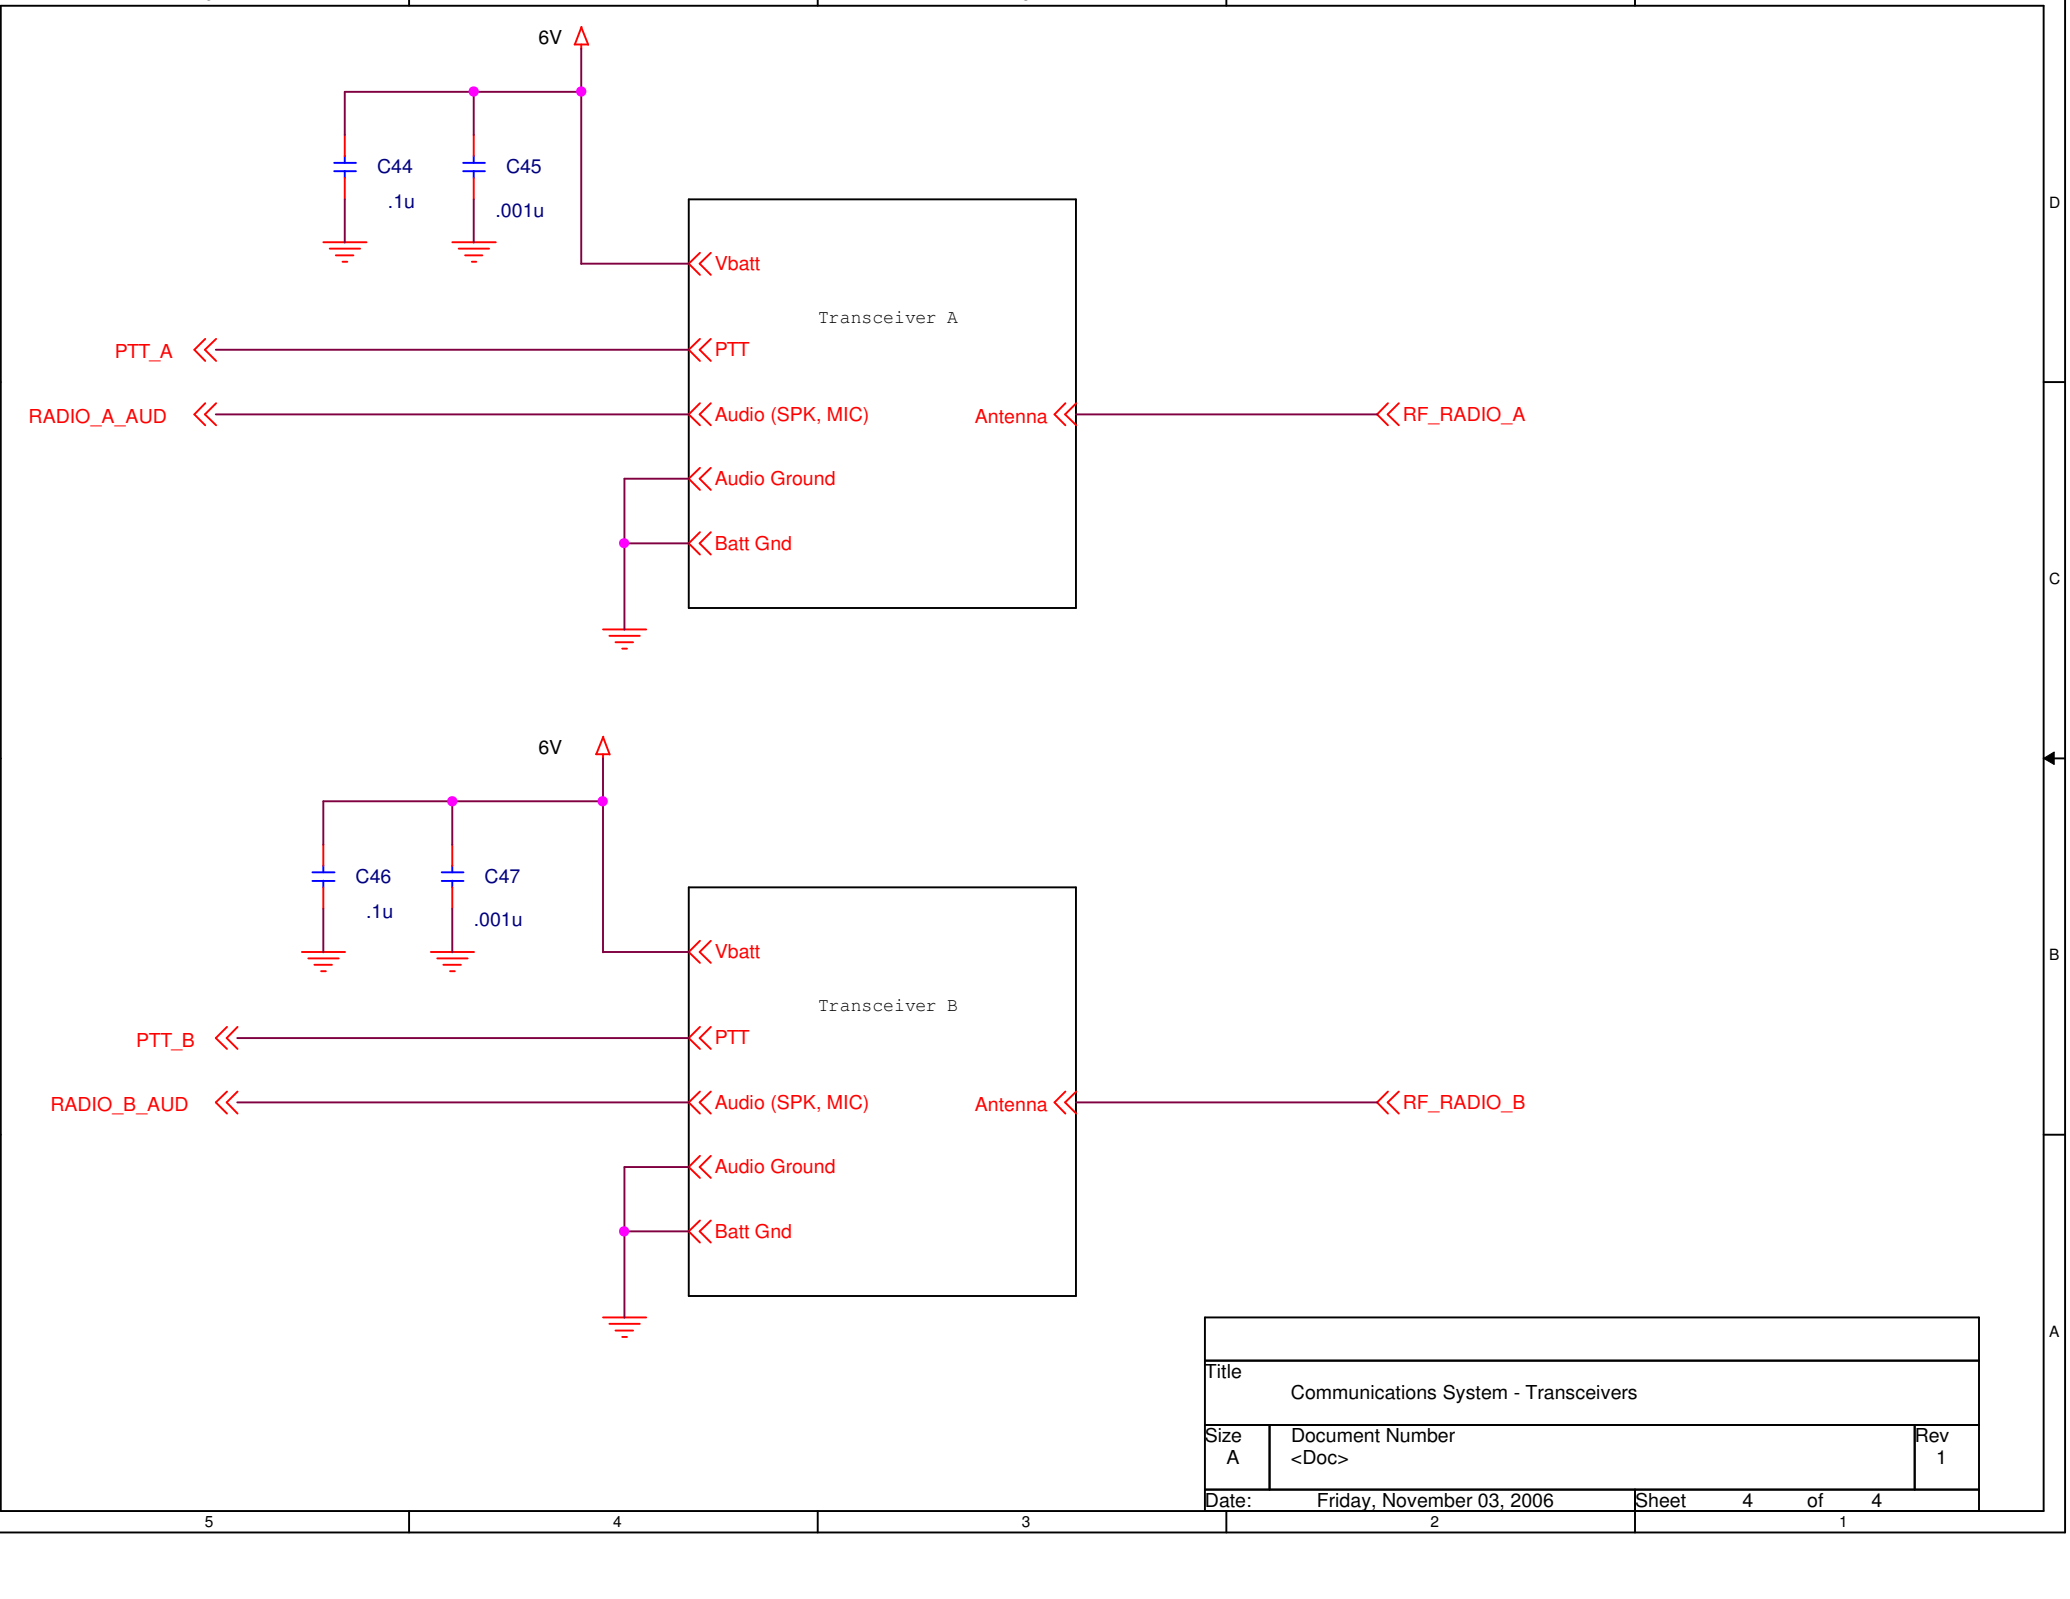 6V
C44
C45
.1u
.001u
D
Vbatt
Transceiver A
PTT_A
PTT
RADIO_A_AUD
Audio (SPK, MIC)
Antenna
RF_RADIO_A
Audio Ground
Batt Gnd
C
6V
C46
C47
.1u
.001u
Vbatt
B
Transceiver B
PTT_B
PTT
RADIO_B_AUD
Audio (SPK, MIC)
Antenna
RF_RADIO_B
Audio Ground
Batt Gnd
A
Title
Communications System - Transceivers
Size
A
Document Number
<Doc>
Rev
1
Date: Friday, November 03, 2006 Sheet 4 of 4
5 4 3 2 1